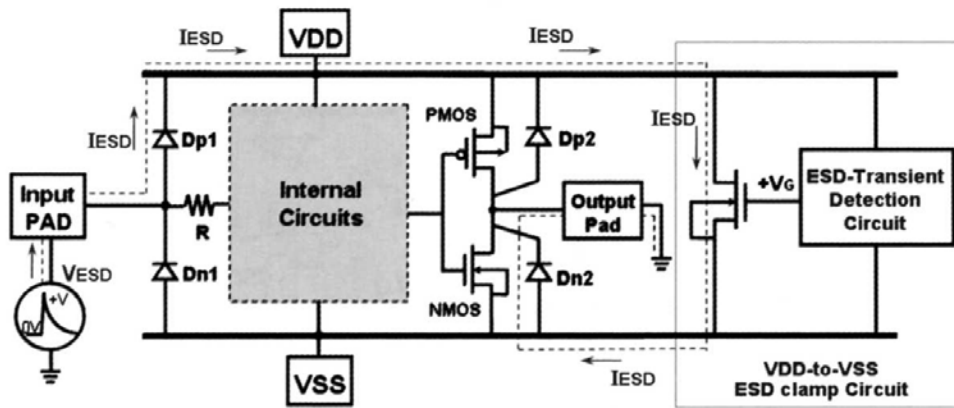 IESD
VDD
IESD
IESD
Dp1
PMOS
Dp2
IESD
Input
PAD
R
Internal
Circuits
Output
Pad
+VG
ESD-Transient
Detection
Circuit
VESD
+V
0V
Dn1
NMOS
Dn2
VSS
IESD
VDD-to-VSS
ESD clamp Circuit